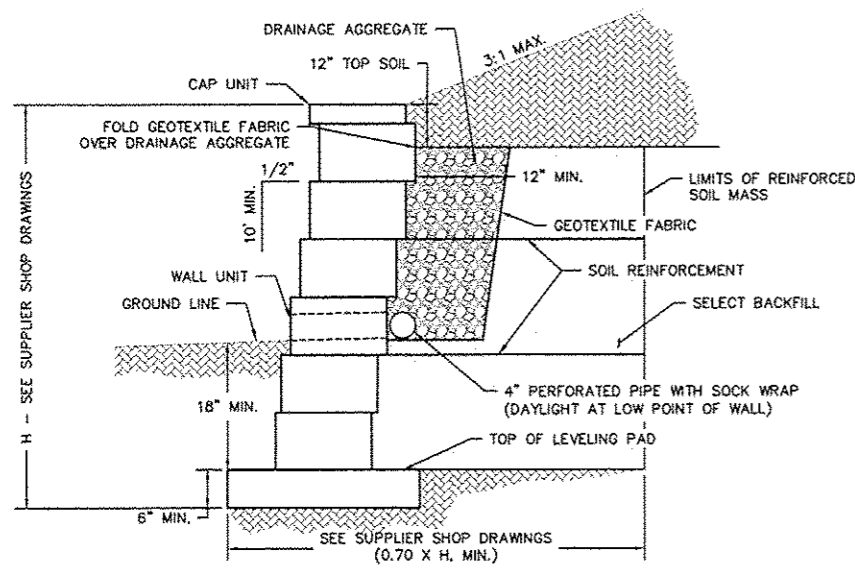 DRAINAGE AGGREGATE
3:1 MAX.
12" TOP SOIL
CAP UNIT
FOLD GEOTEXTILE FABRIC
OVER DRAINAGE AGGREGATE
1/2"
10' MIN.
12" MIN.
LIMITS OF REINFORCED
SOIL MASS
GEOTEXTILE FABRIC
WALL UNIT
SOIL REINFORCEMENT
GROUND LINE
SELECT BACKFILL
H - SEE SUPPLIER SHOP DRAWINGS
18" MIN.
4" PERFORATED PIPE WITH SOCK WRAP
(DAYLIGHT AT LOW POINT OF WALL)
TOP OF LEVELING PAD
6" MIN.
SEE SUPPLIER SHOP DRAWINGS
(0.70 X H, MIN.)